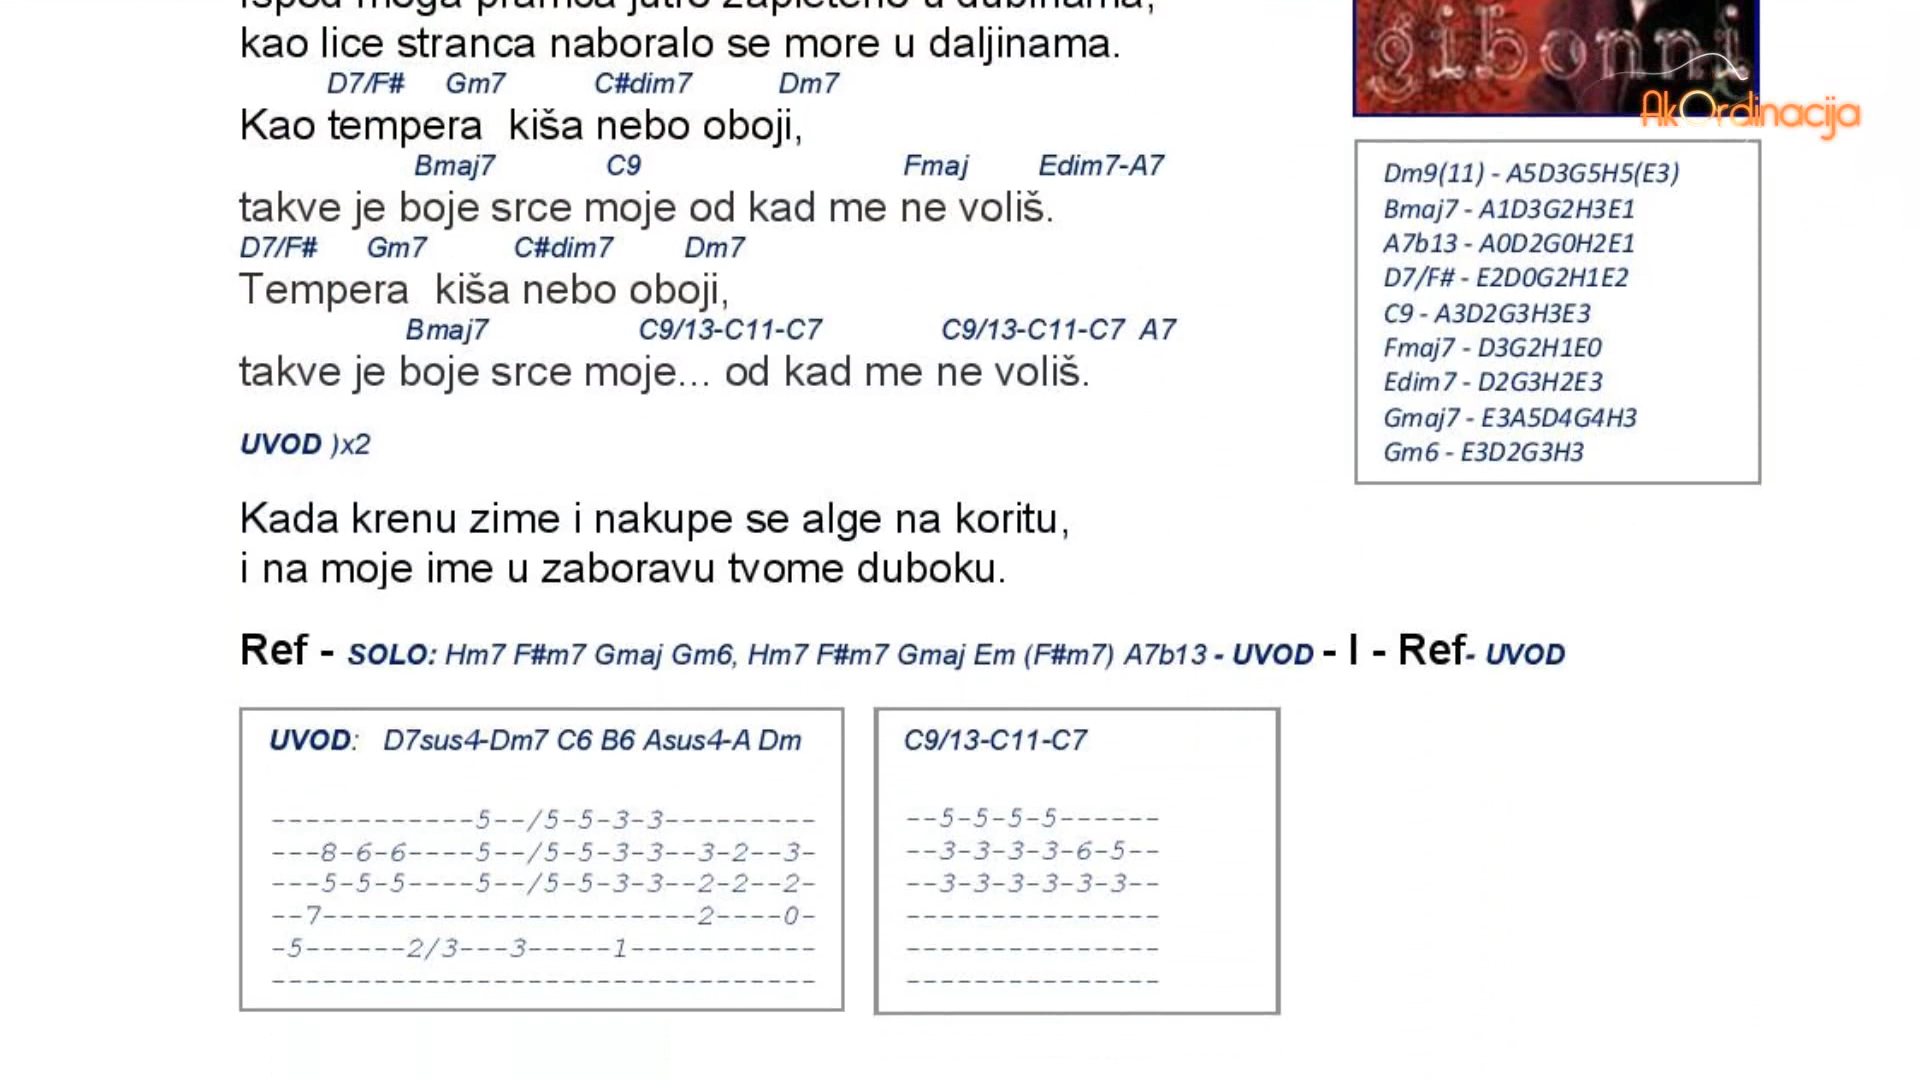 ispod moga pramca jutro zapleteno u dubinama,
kao lice stranca naboralo se more u daljinama.
D7/F# Gm7 C#dim7 Dm7
Kao tempera kiša nebo oboji,
Bmaj7 C9 Fmaj Edim7-A7
takve je boje srce moje od kad me ne voliš.
D7/F# Gm7 C#dim7 Dm7
Tempera kiša nebo oboji,
Bmaj7 C9/13-C11-C7 C9/13-C11-C7 A7
takve je boje srce moje... od kad me ne voliš.
UVOD )x2
Kada krenu zime i nakupe se alge na koritu,
i na moje ime u zaboravu tvome duboku.
Ref - SOLO: Hm7 F#m7 Gmaj Gm6, Hm7 F#m7 Gmaj Em (F#m7) A7b13 - UVOD - I - Ref- UVOD
UVOD: D7sus4-Dm7 C6 B6 Asus4-A Dm
------------5--/5-5-3-3---------
---8-6-6----5--/5-5-3-3--3-2--3-
---5-5-5----5--/5-5-3-3--2-2--2-
--7----------------------2----0-
-5------2/3---3-----1-----------
--------------------------------
C9/13-C11-C7
--5-5-5-5------
--3-3-3-3-6-5--
--3-3-3-3-3-3--
---------------
---------------
---------------
gibonni
AkOrdinacija
Dm9(11) - A5D3G5H5(E3)
Bmaj7 - A1D3G2H3E1
A7b13 - A0D2G0H2E1
D7/F# - E2D0G2H1E2
C9 - A3D2G3H3E3
Fmaj7 - D3G2H1E0
Edim7 - D2G3H2E3
Gmaj7 - E3A5D4G4H3
Gm6 - E3D2G3H3